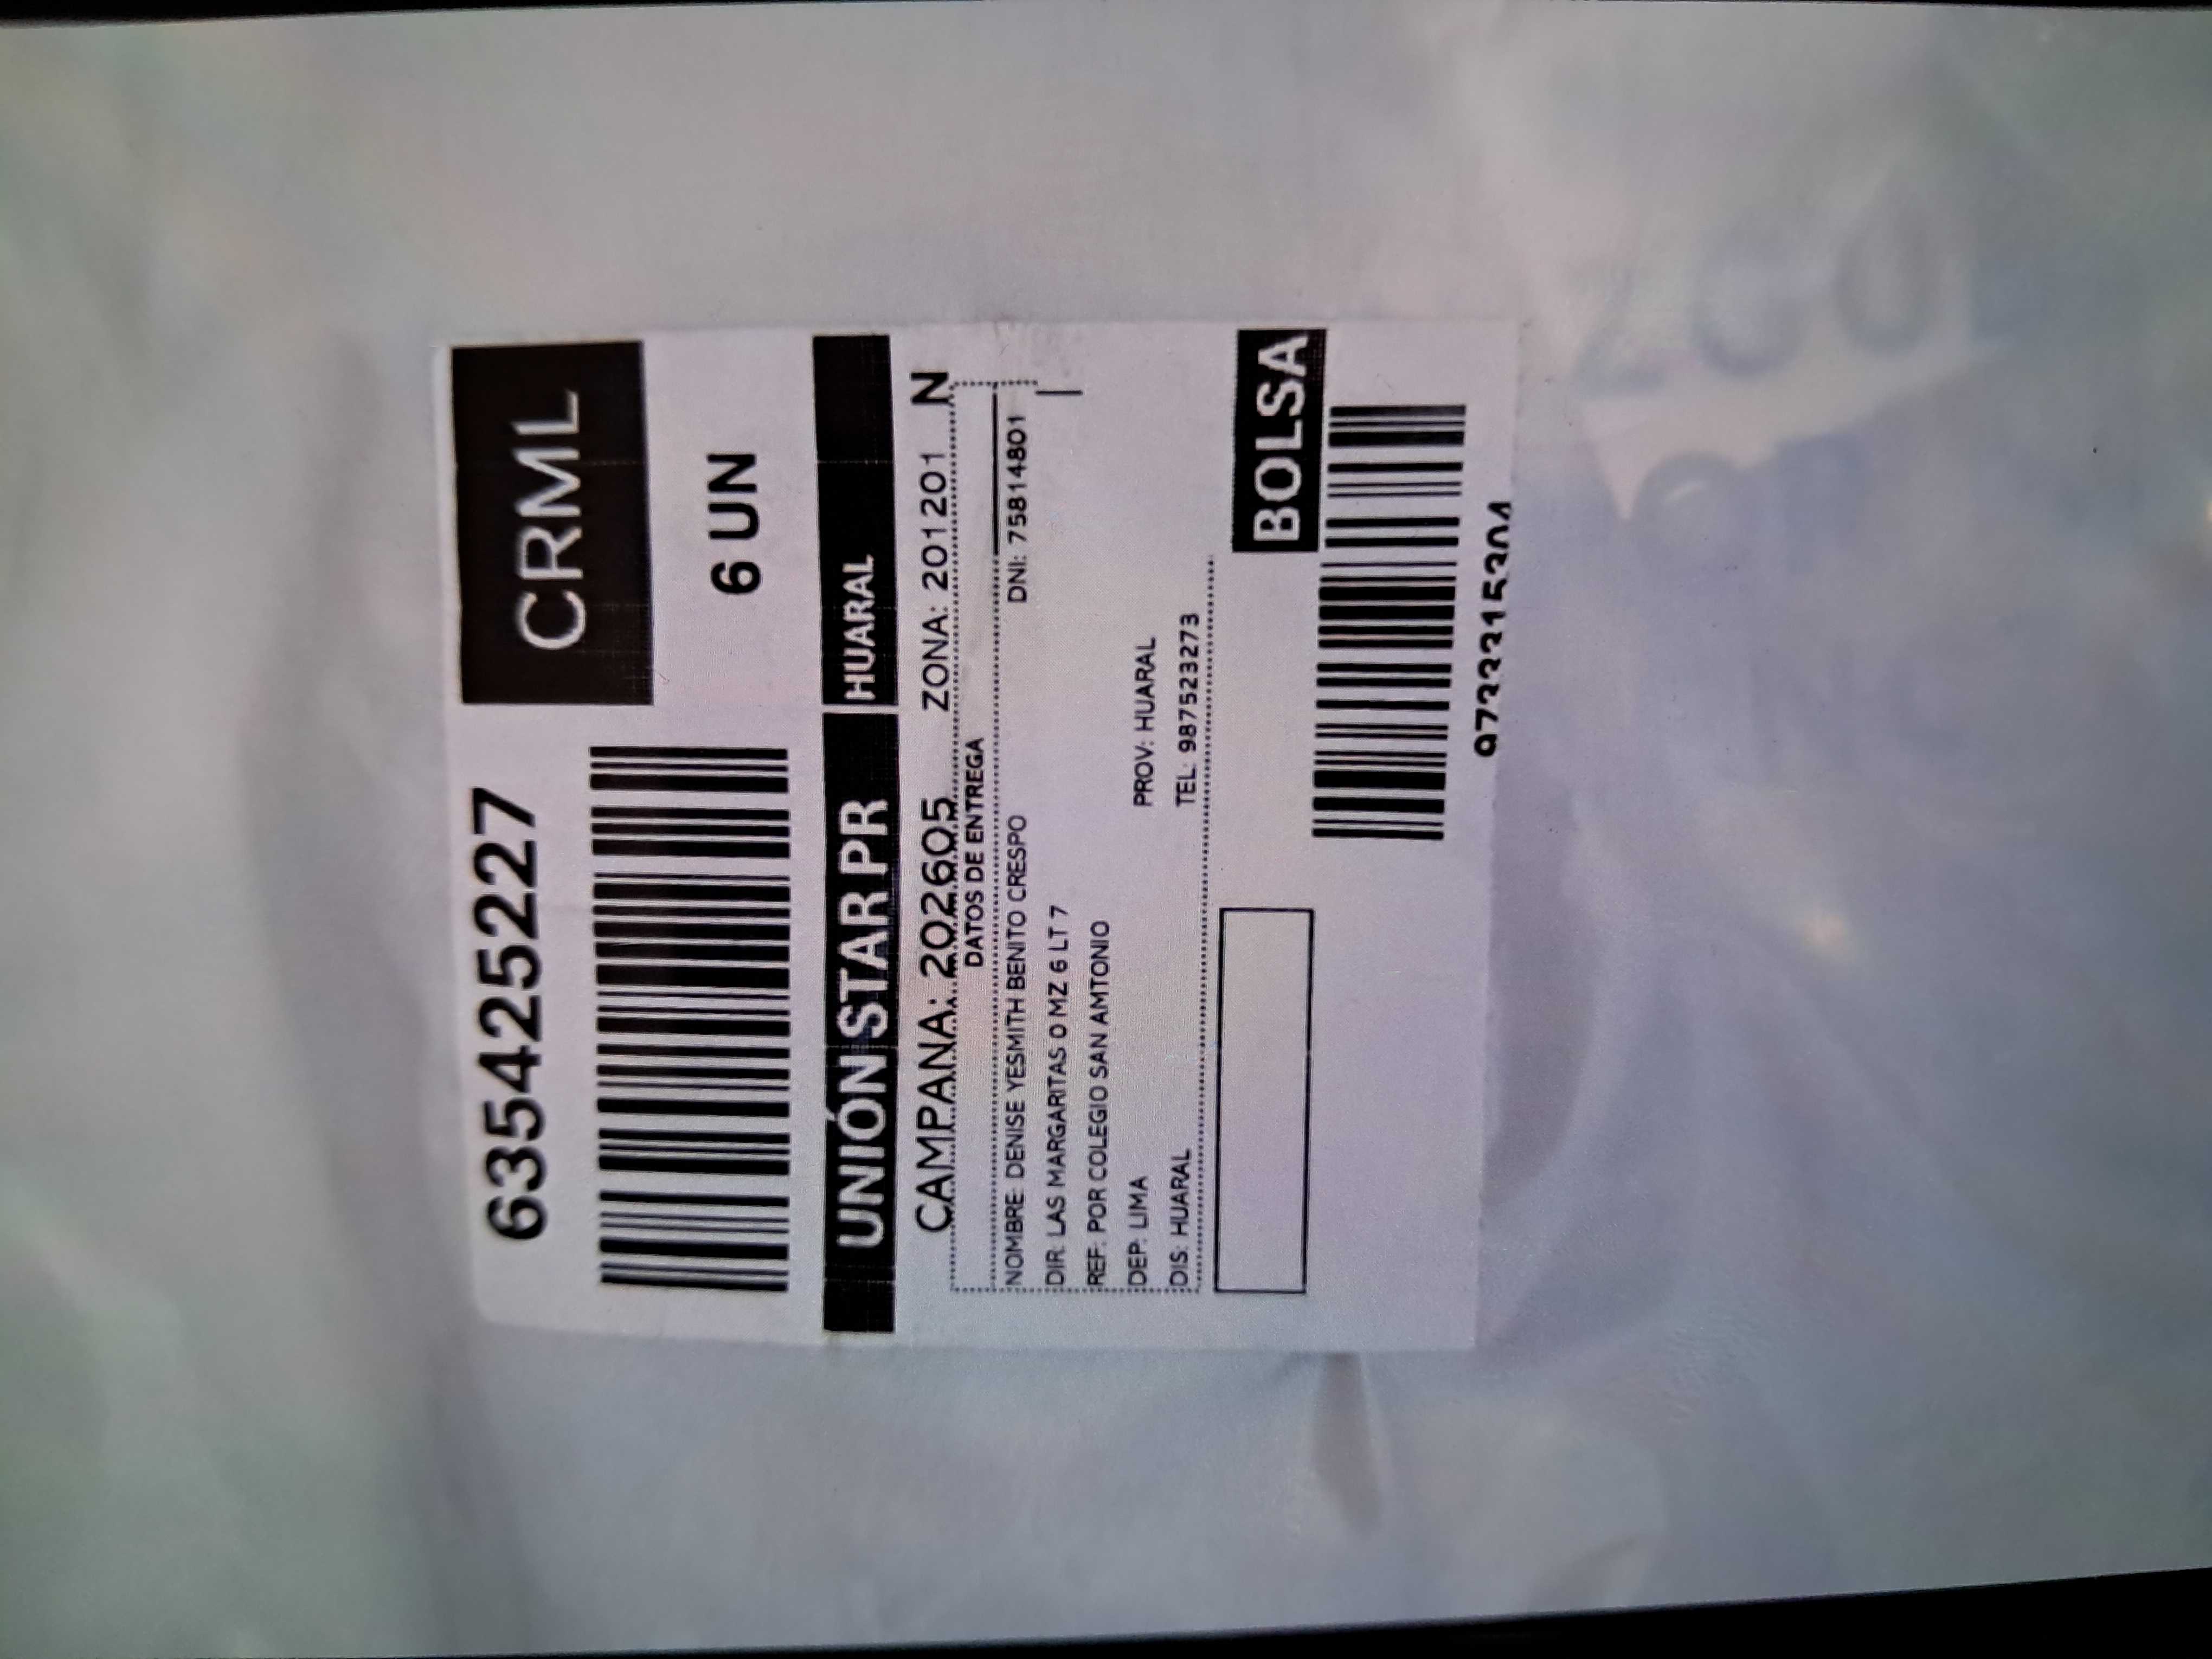 6354425227
CRML
6 UN
UNIÓN STAR PR HUARAL
CAMPANA: 202605 ZONA: 201201 N
DATOS DE ENTREGA
NOMBRE: DENISE YESMITH BENITO CRESPO DNI: 75814801
DIR: LAS MARGARITAS 0 MZ 6 LT 7
REF: POR COLEGIO SAN AMTONIO
DEP: LIMA PROV: HUARAL
DIS: HUARAL TEL: 987523273
BOLSA